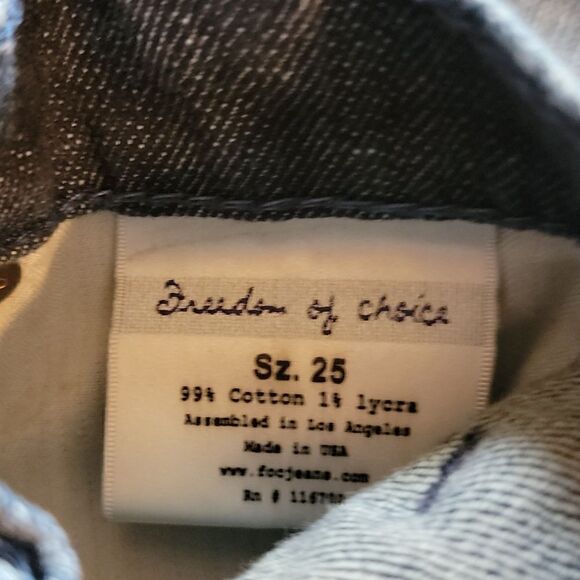 Freedom of choice
Sz. 25
99% Cotton 1% lycra
Assembled in Los Angeles
Made in USA
www.focjeans.com
Rn #